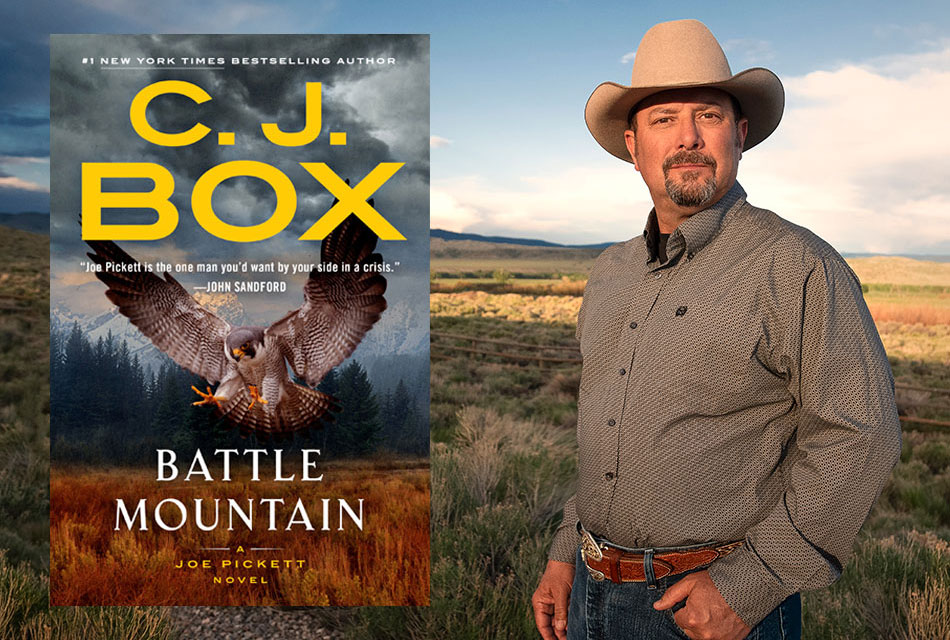 #1 NEW YORK TIMES BESTSELLING AUTHOR
C. J.
BOX
“Joe Pickett is the one man you’d want by your side in a crisis.”
—JOHN SANDFORD
BATTLE
MOUNTAIN
A
JOE PICKETT
NOVEL